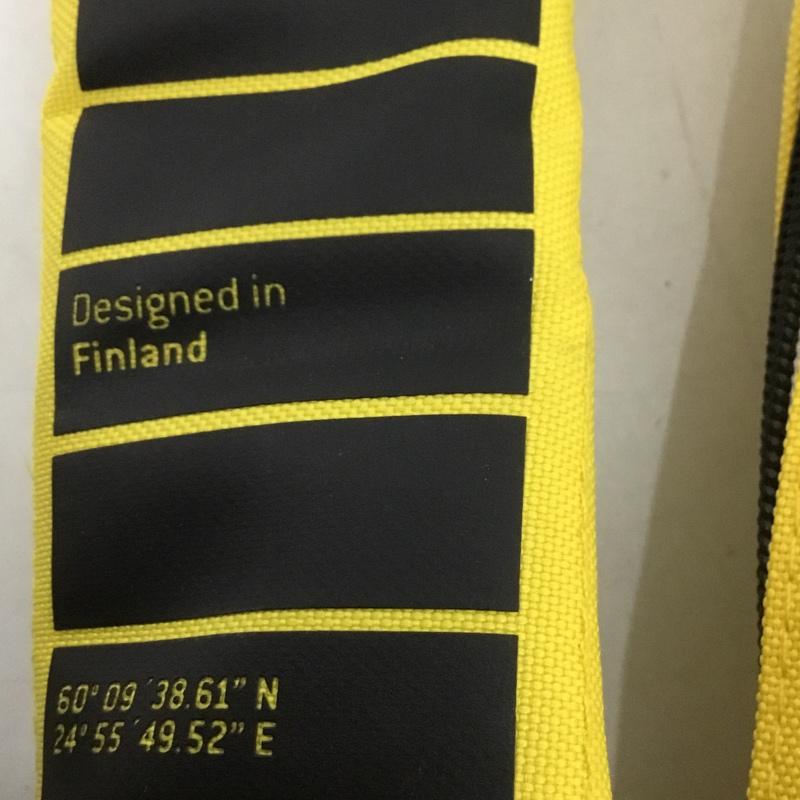 Designed in
Finland
60° 09 ´38.61” N
24° 55 ´49.52” E